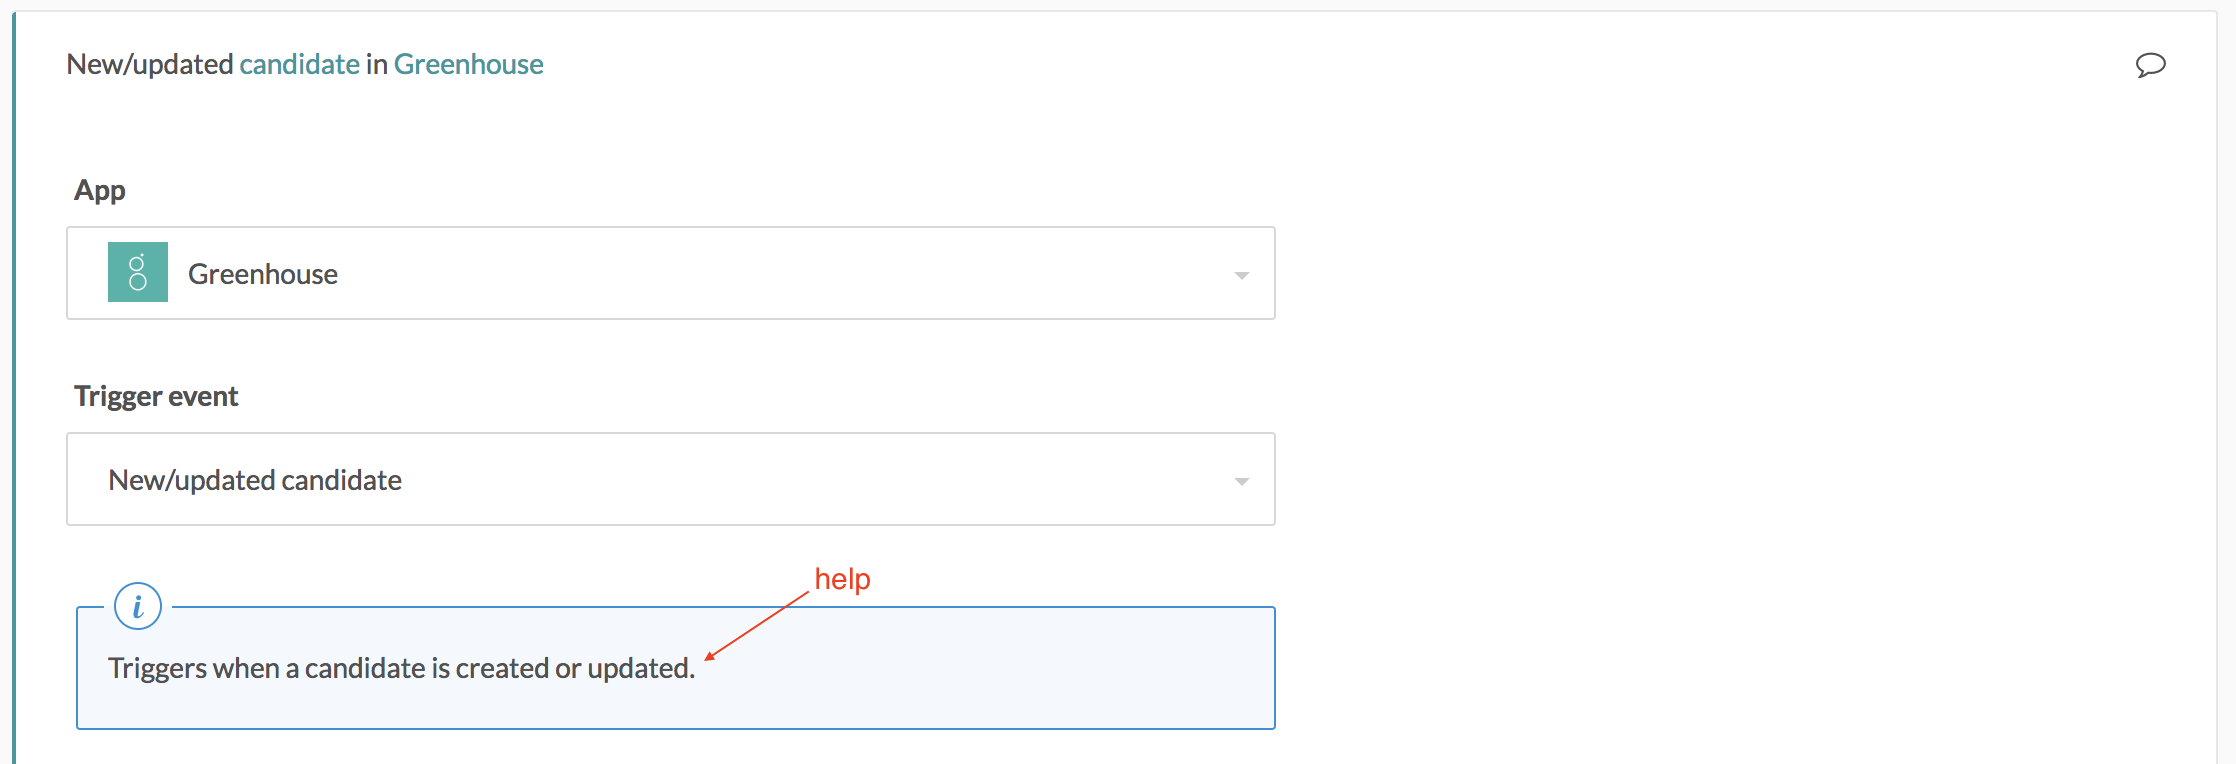 New/updated candidate in Greenhouse
App
Greenhouse
Trigger event
New/updated candidate
help
i
Triggers when a candidate is created or updated.